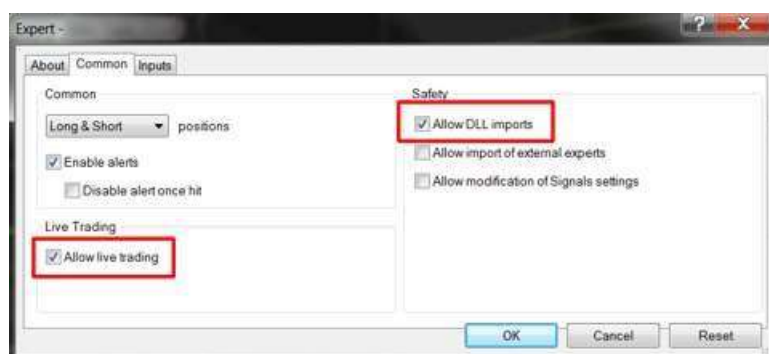 Expert -
About Common Inputs
Common
Long & Short positions
Enable alerts
Disable alert once hit
Live Trading
Allow live trading
Safety
Allow DLL imports
Allow import of external experts
Allow modification of Signals settings
OK Cancel Reset